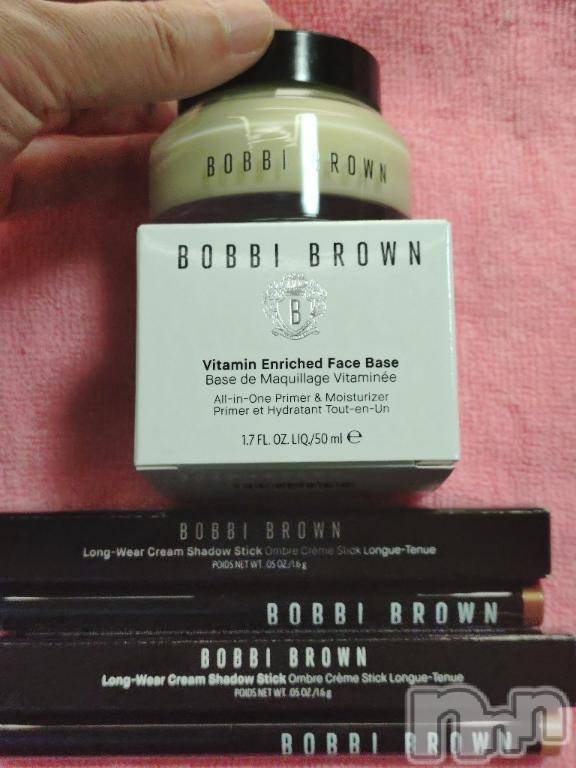 BOBBI BROWN
BOBBI BROWN
B
Vitamin Enriched Face Base
Base de Maquillage Vitaminée
All-in-One Primer & Moisturizer
Primer et Hydratant Tout-en-Un
1.7 FL. OZ. LIQ./50 ml ℮
BOBBI BROWN
Long-Wear Cream Shadow Stick Ombre Crème Stick Longue-Tenue
POIDS NET WT. .05 OZ./1.6 g
BOBBI BROWN
BOBBI BROWN
Long-Wear Cream Shadow Stick Ombre Crème Stick Longue-Tenue
POIDS NET WT. .05 OZ./1.6 g
BOBBI BROWN